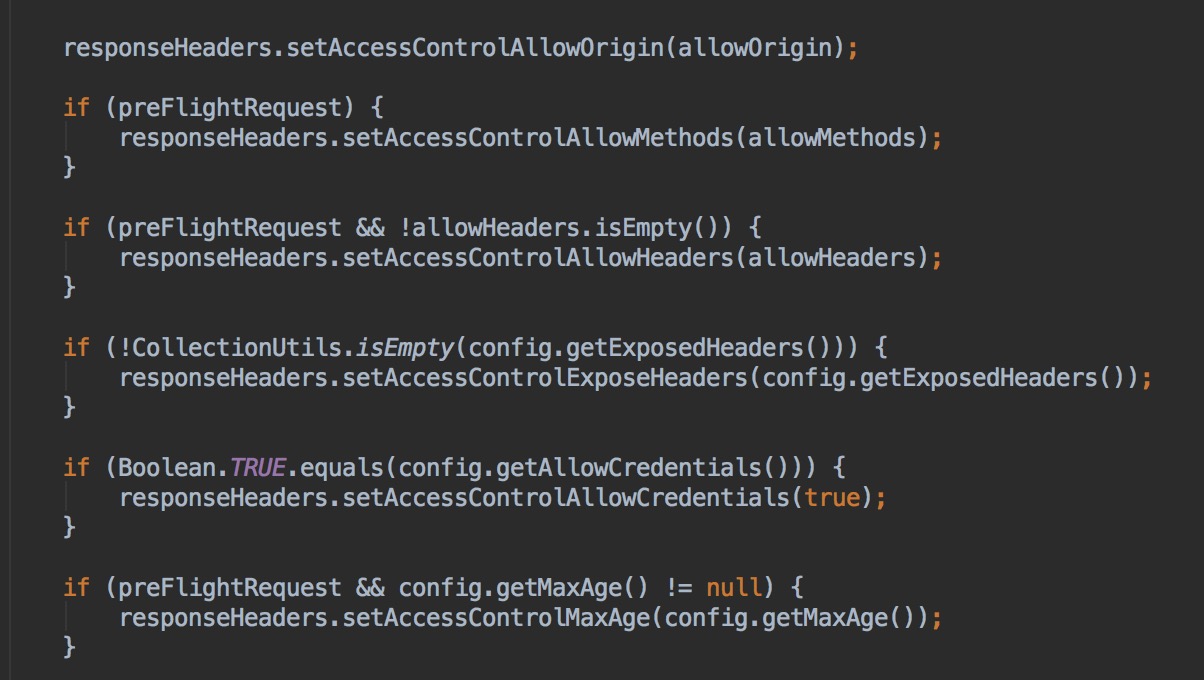 responseHeaders.setAccessControlAllowOrigin(allowOrigin);
if (preFlightRequest) {
responseHeaders.setAccessControlAllowMethods(allowMethods);
}
if (preFlightRequest && !allowHeaders.isEmpty()) {
responseHeaders.setAccessControlAllowHeaders(allowHeaders);
}
if (!CollectionUtils.isEmpty(config.getExposedHeaders())) {
responseHeaders.setAccessControlExposeHeaders(config.getExposedHeaders());
}
if (Boolean.TRUE.equals(config.getAllowCredentials())) {
responseHeaders.setAccessControlAllowCredentials(true);
}
if (preFlightRequest && config.getMaxAge() != null) {
responseHeaders.setAccessControlMaxAge(config.getMaxAge());
}